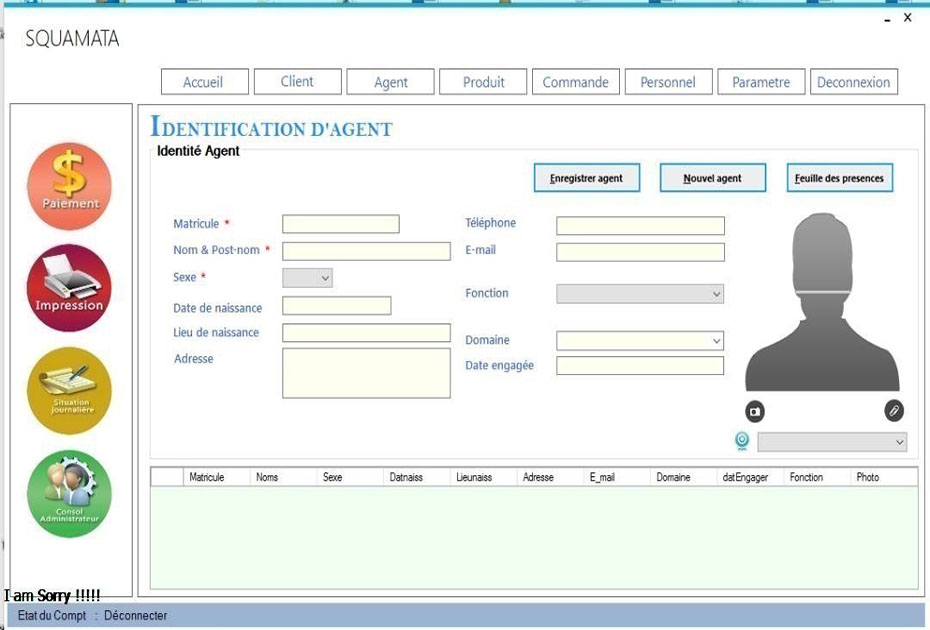 SQUAMATA
Accueil Client Agent Produit Commande Personnel Parametre Deconnexion
IDENTIFICATION D'AGENT
Identité Agent
Enregistrer agent Nouvel agent Feuille des presences
Paiement
Impression
Situation
journalière
Consol
Administrateur
Matricule *
Nom & Post-nom *
Sexe *
Date de naissance
Lieu de naissance
Adresse
Téléphone
E-mail
Fonction
Domaine
Date engagée
Matricule Noms Sexe Datnaiss Lieunaiss Adresse E_mail Domaine datEngager Fonction Photo
I am Sorry !!!!!
Etat du Compt : Déconnecter